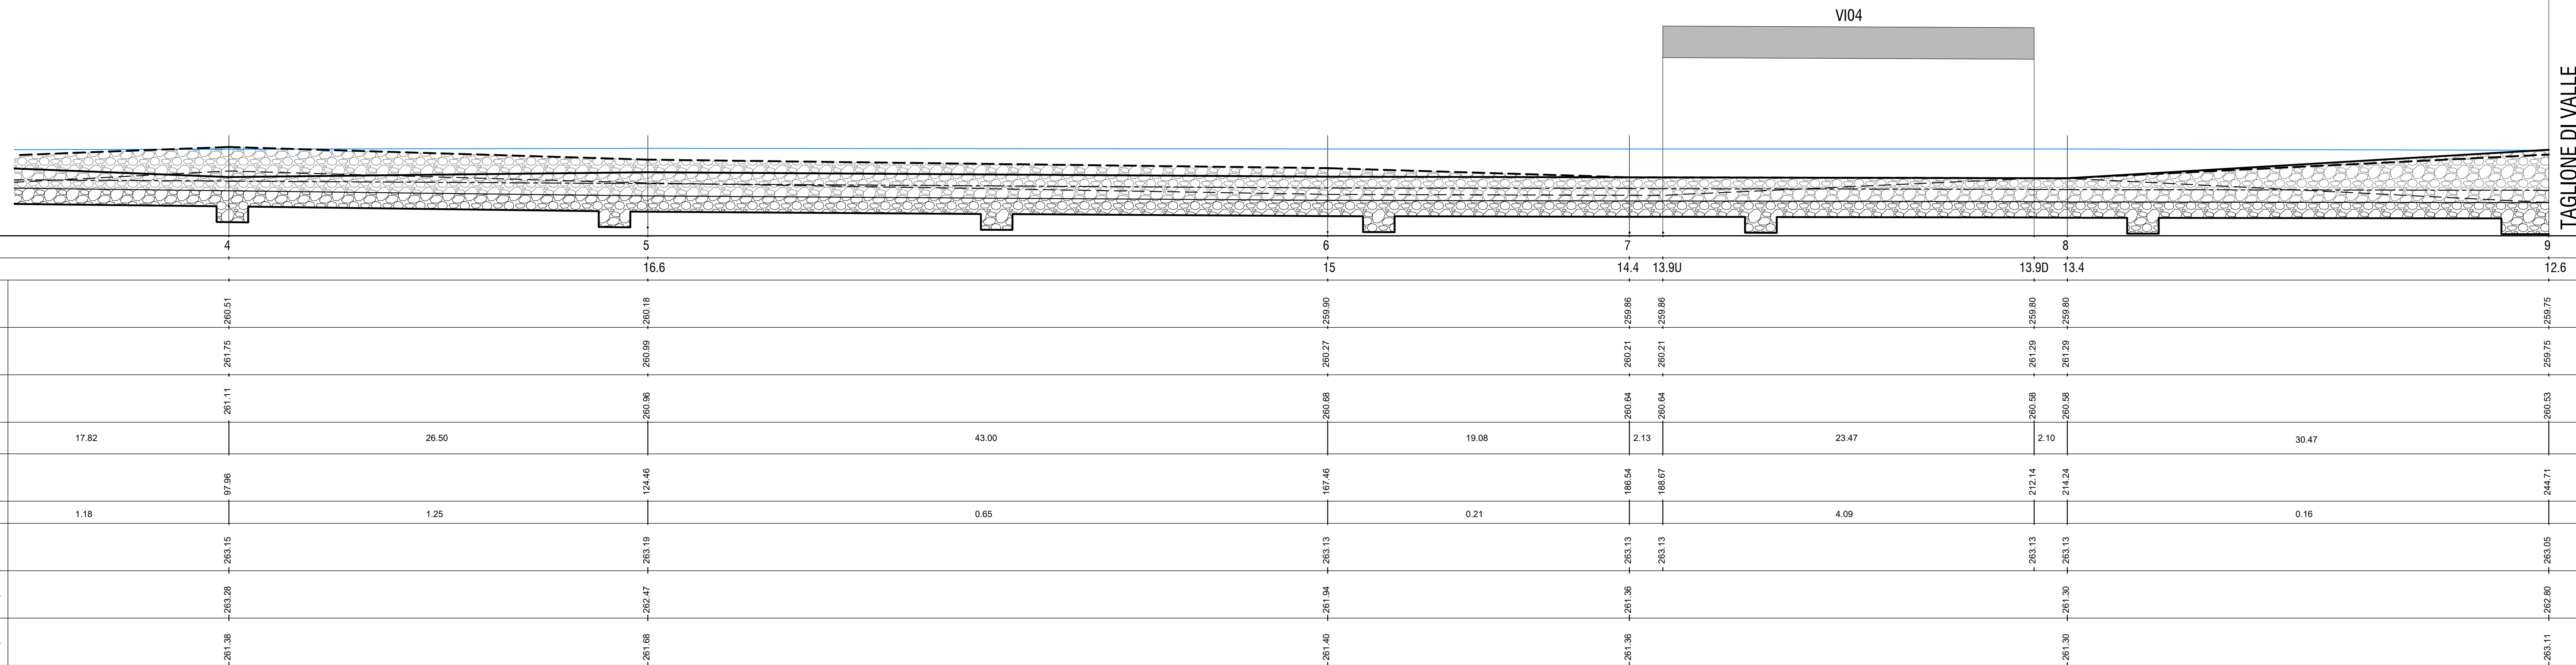 VI04
TAGLIONE DI VALLE
4 5 6 7 8 9
16.6 15 14.4 13.9U 13.9D 13.4 12.6
260.51 260.18 259.90 259.86 259.86 259.80 259.80 259.75
261.75 260.99 260.27 260.21 260.21 261.29 261.29 259.75
261.11 260.96 260.68 260.64 260.64 260.58 260.58 260.53
17.82 26.50 43.00 19.08 2.13 23.47 2.10 30.47
97.96 124.46 167.46 186.54 188.67 212.14 214.24 244.71
1.18 1.25 0.65 0.21 4.09 0.16
263.15 263.19 263.13 263.13 263.13 263.13 263.13 263.05
263.28 262.47 261.94 261.36 261.30 262.80
261.38 261.68 261.40 261.36 261.30 263.11